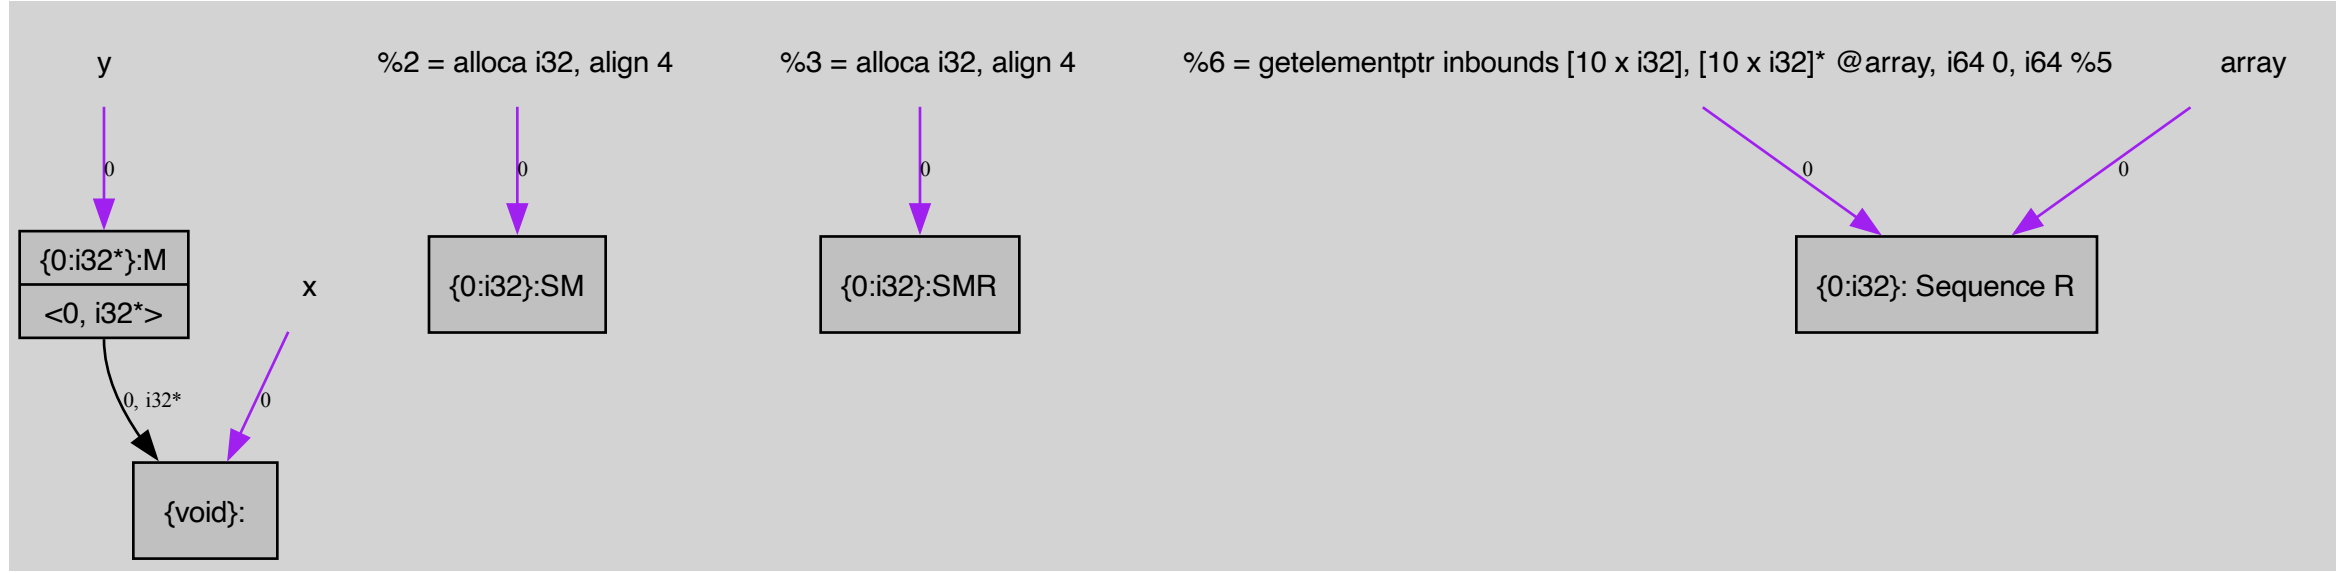 y
%2 = alloca i32, align 4
%3 = alloca i32, align 4
%6 = getelementptr inbounds [10 x i32], [10 x i32]* @array, i64 0, i64 %5
array
0
0
0
0
0
{0:i32*}:M
<0, i32*>
x
{0:i32}:SM
{0:i32}:SMR
{0:i32}: Sequence R
0, i32*
0
{void}: